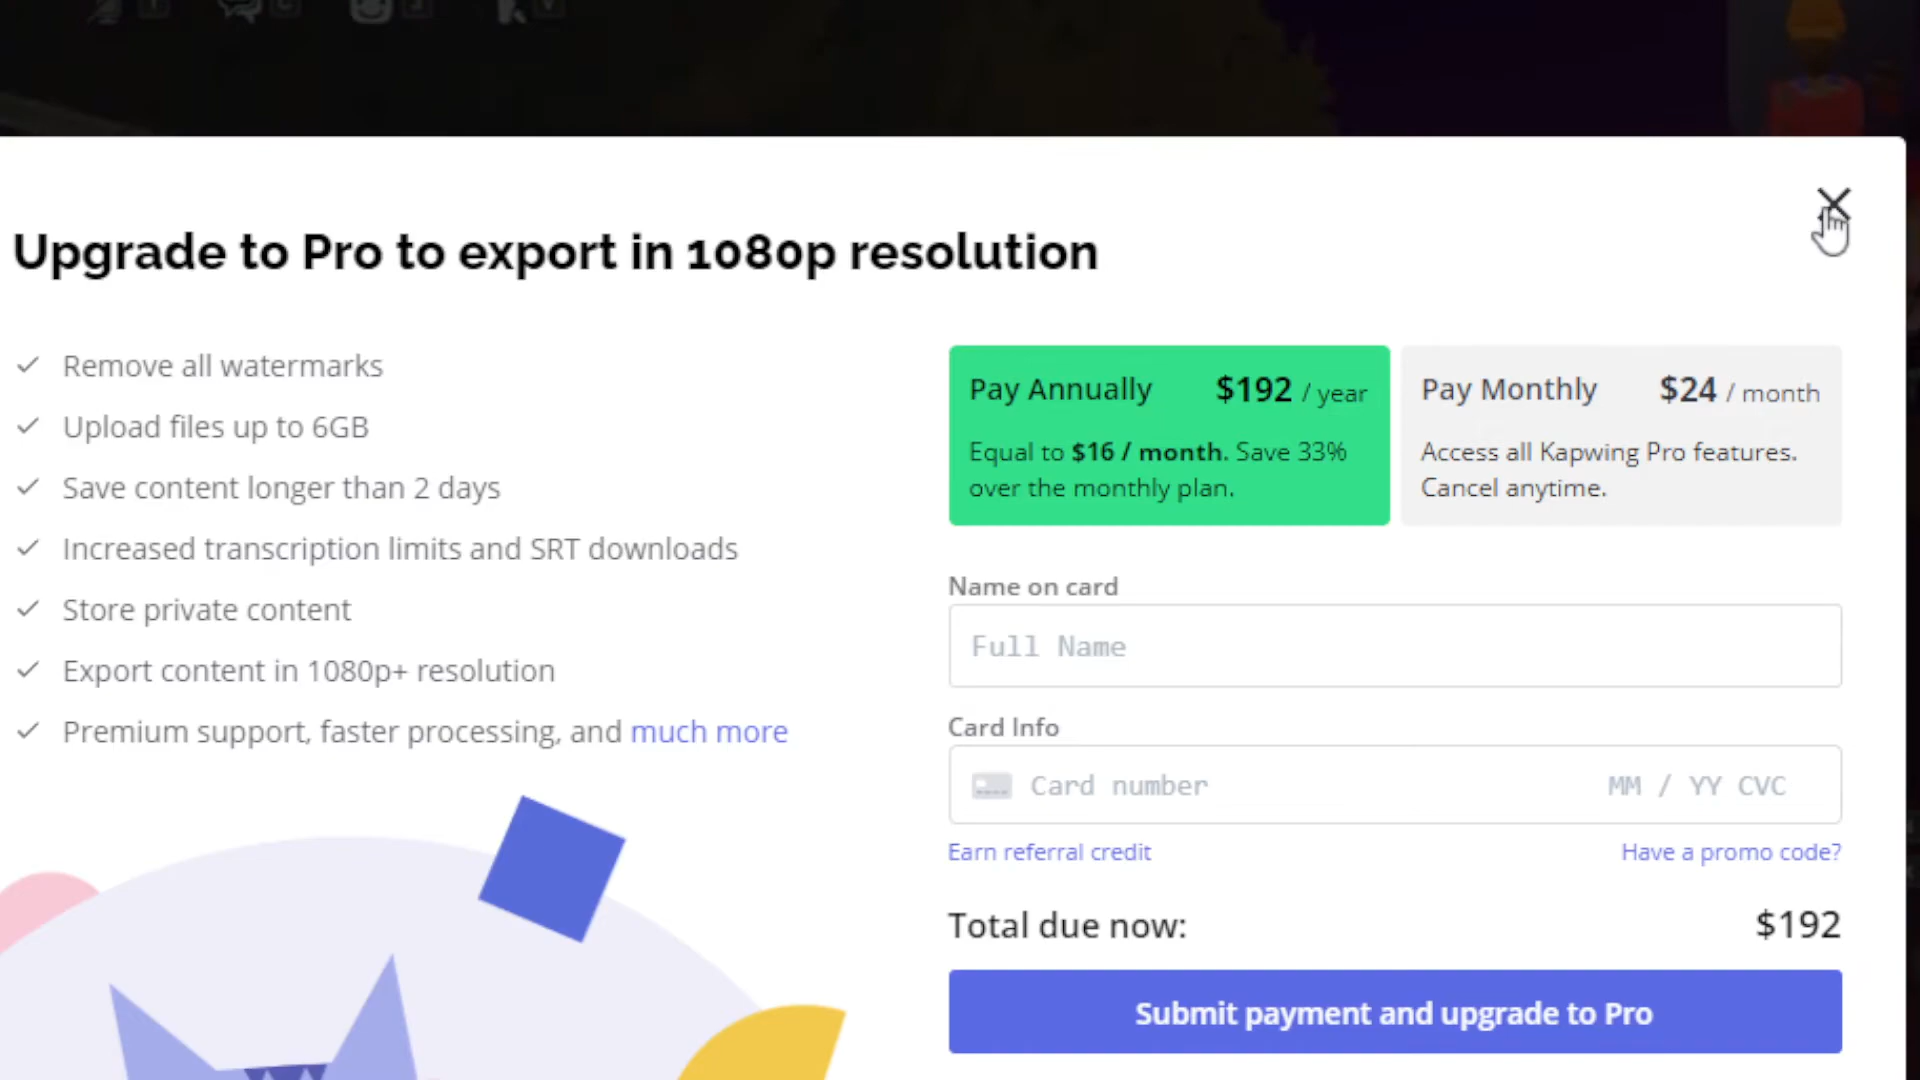 Upgrade to Pro to export in 1080p resolution
Remove all watermarks
Upload files up to 6GB
Save content longer than 2 days
Increased transcription limits and SRT downloads
Store private content
Export content in 1080p+ resolution
Premium support, faster processing, and much more
Pay Annually $192 / year
Equal to $16 / month. Save 33%
over the monthly plan.
Pay Monthly $24 / month
Access all Kapwing Pro features.
Cancel anytime.
Name on card
Full Name
Card Info
Card number MM / YY CVC
Earn referral credit Have a promo code?
Total due now: $192
Submit payment and upgrade to Pro